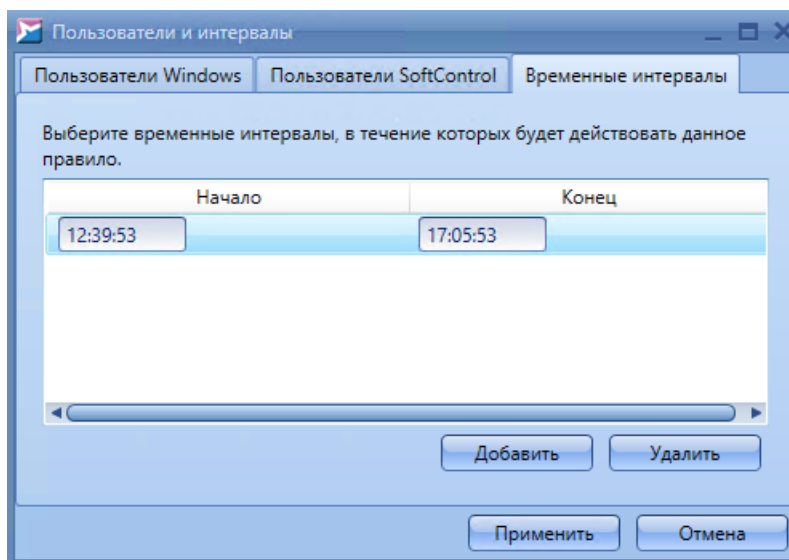 Пользователи и интервалы
Пользователи Windows Пользователи SoftControl Временные интервалы
Выберите временные интервалы, в течение которых будет действовать данное
правило.
Начало Конец
12:39:53 17:05:53
Добавить Удалить
Применить Отмена